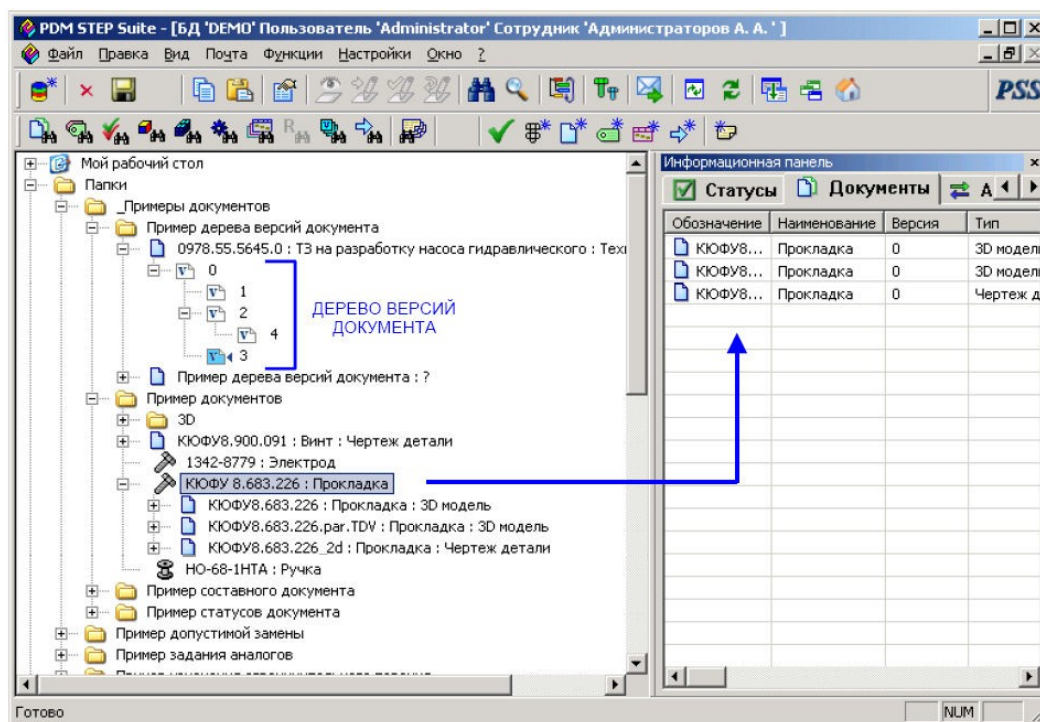 PDM STEP Suite - [БД 'DEMO' Пользователь 'Administrator' Сотрудник 'Администраторов А. А. ' ]
Файл Правка Вид Почта Функции Настройки Окно ?
PSS
Мой рабочий стол
Папки
_Примеры документов
Пример дерева версий документа
0978.55.5645.0 : ТЗ на разработку насоса гидравлического : Техн
0
1
2
4
3
ДЕРЕВО ВЕРСИЙ
ДОКУМЕНТА
Пример дерева версий документа : ?
Пример документов
3D
КЮФУ8.900.091 : Винт : Чертеж детали
1342-8779 : Электрод
КЮФУ 8.683.226 : Прокладка
КЮФУ8.683.226 : Прокладка : 3D модель
КЮФУ8.683.226.par.TDV : Прокладка : 3D модель
КЮФУ8.683.226_2d : Прокладка : Чертеж детали
НО-68-1НТА : Ручка
Пример составного документа
Пример статусов документа
Пример допустимой замены
Пример задания аналогов
Информационная панель
Статусы Документы А
Обозначение Наименование Версия Тип
КЮФУ8... Прокладка 0 3D модель
КЮФУ8... Прокладка 0 3D модель
КЮФУ8... Прокладка 0 Чертеж д
Готово
NUM